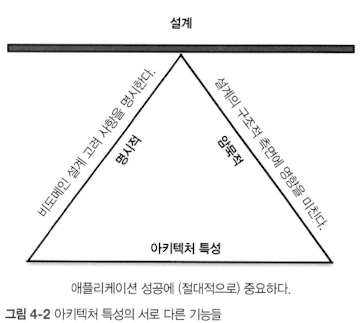 설계
비도메인 설계 고려 사항을 명시한다.
명시적
암묵적
설계의 구조적 측면에 영향을 미친다.
아키텍처 특성
애플리케이션 성공에 (절대적으로) 중요하다.
그림 4-2 아키텍처 특성의 서로 다른 기능들